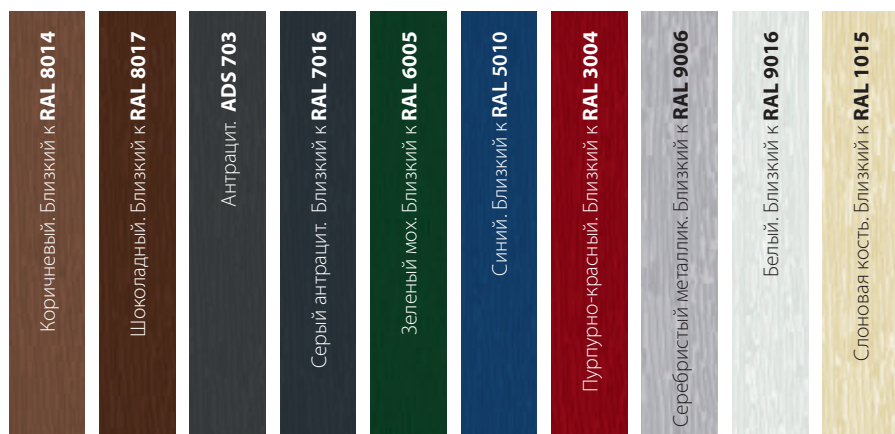 Коричневый. Близкий к RAL 8014
Шоколадный. Близкий к RAL 8017
Антрацит. ADS 703
Серый антрацит. Близкий к RAL 7016
Зеленый мох. Близкий к RAL 6005
Синий. Близкий к RAL 5010
Пурпурно-красный. Близкий к RAL 3004
Серебристый металлик. Близкий к RAL 9006
Белый. Близкий к RAL 9016
Слоновая кость. Близкий к RAL 1015